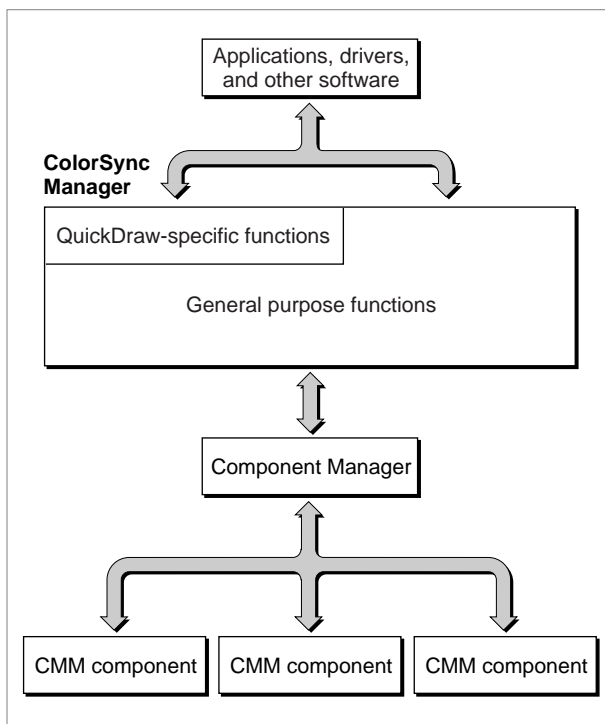 Applications, drivers,
and other software
ColorSync
Manager
QuickDraw-specific functions
General purpose functions
Component Manager
CMM component
CMM component
CMM component